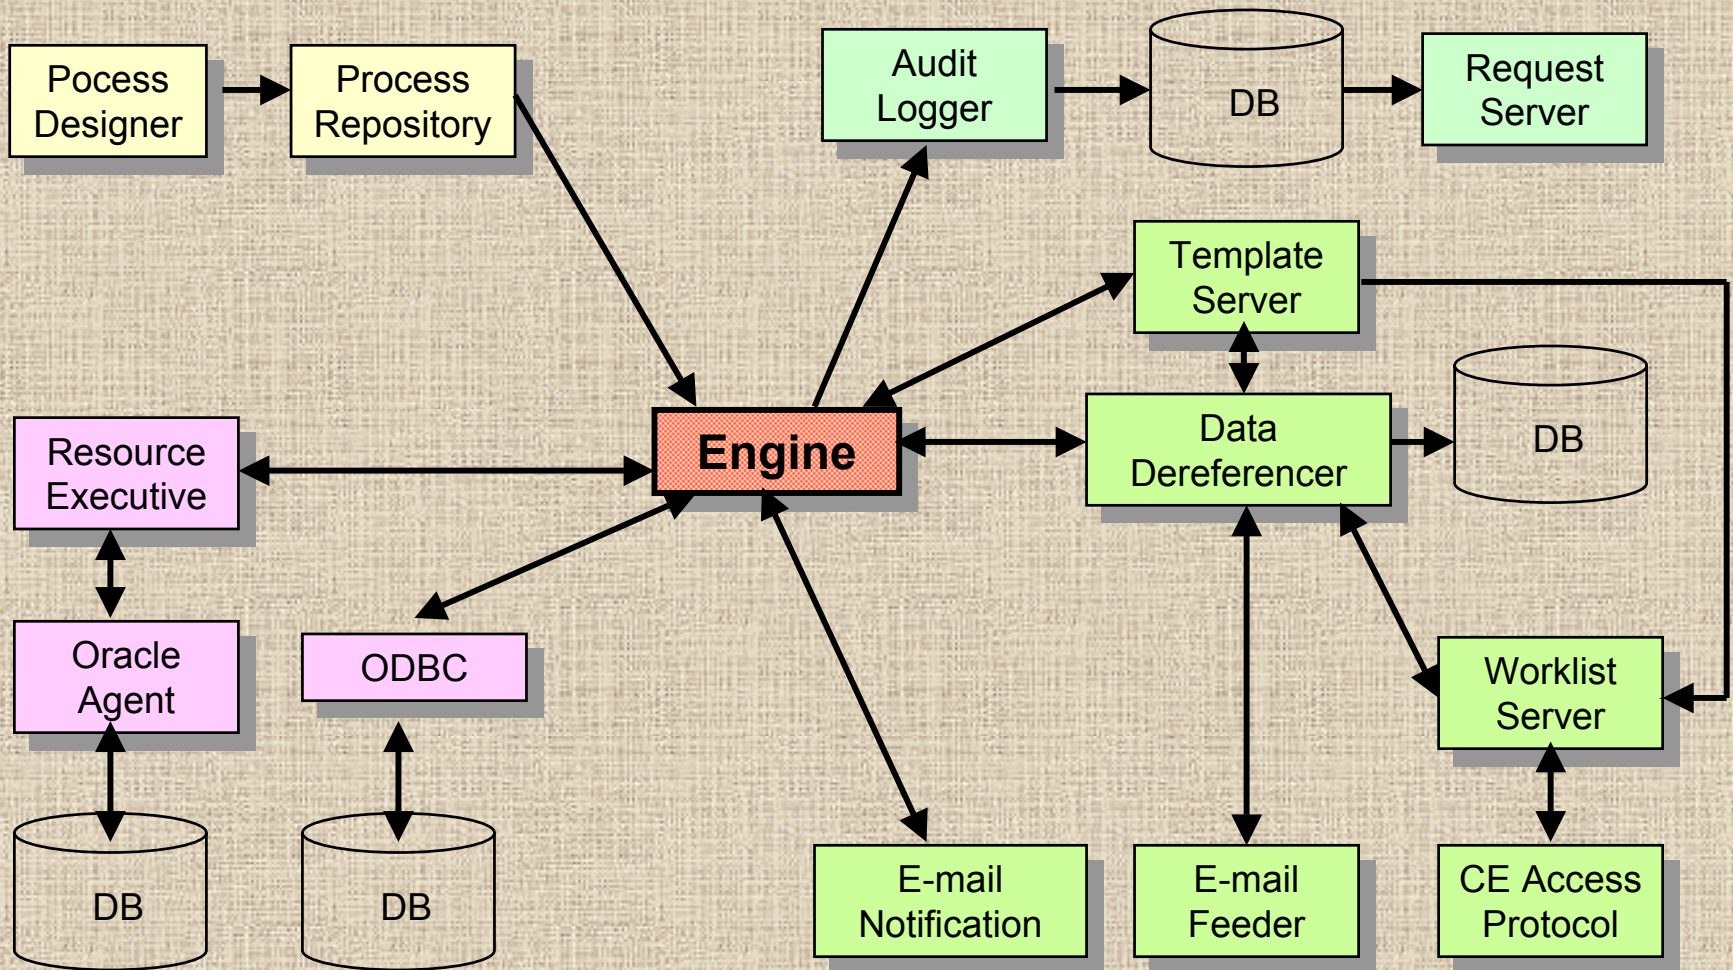 Pocess
Designer
Process
Repository
Audit
Logger
DB
Request
Server
Template
Server
Engine
Data
Dereferencer
DB
Resource
Executive
Oracle
Agent
ODBC
Worklist
Server
DB
DB
E-mail
Notification
E-mail
Feeder
CE Access
Protocol